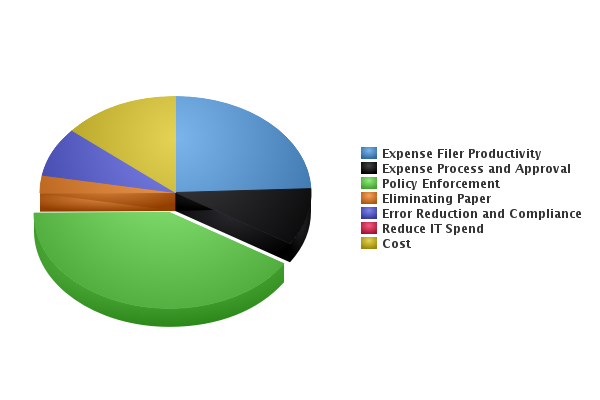 Expense Filer Productivity
Expense Process and Approval
Policy Enforcement
Eliminating Paper
Error Reduction and Compliance
Reduce IT Spend
Cost